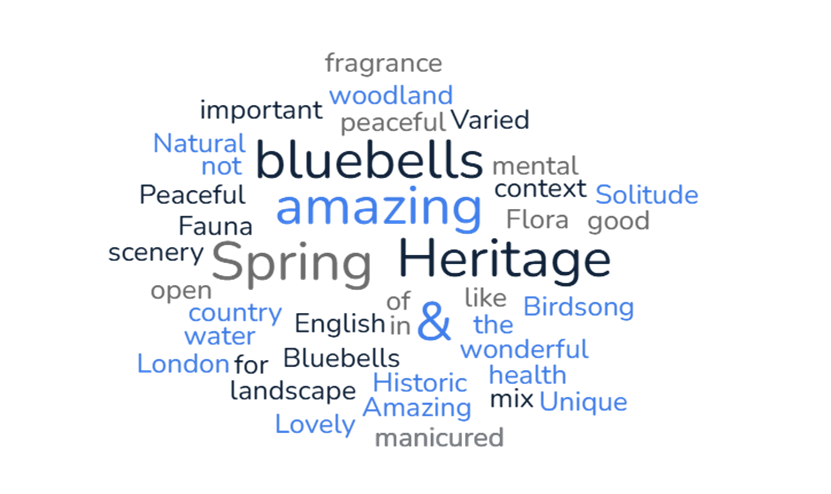 fragrance
woodland
important
peaceful Varied
Natural
not bluebells mental
Peaceful amazing context Solitude
Fauna Flora good
scenery Spring Heritage
open of like Birdsong
country English in & the
water wonderful
London for Bluebells health
landscape Historic mix Unique
Amazing
Lovely manicured